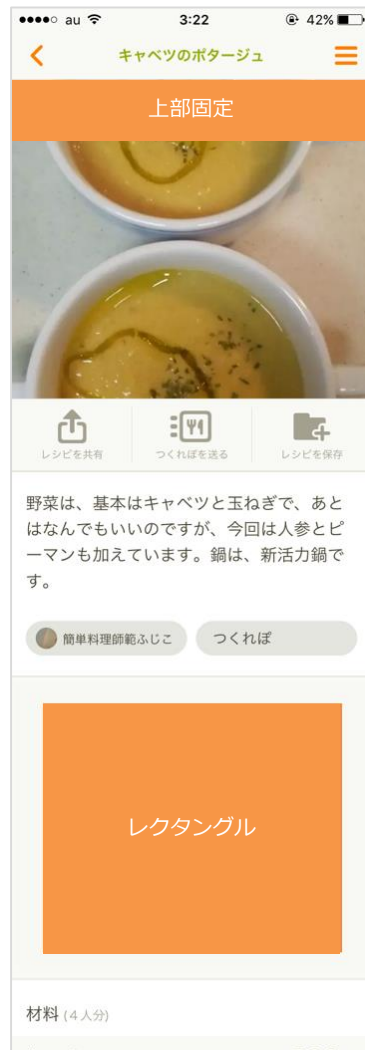 au 3:22 42%
キャベツのポタージュ
上部固定
レシピを共有 つくれぽを送る レシピを保存
野菜は、基本はキャベツと玉ねぎで、あと
はなんでもいいのですが、今回は人参とピ
ーマンも加えています。鍋は、新活力鍋で
す。
簡単料理師範ふじこ つくれぽ
レクタングル
材料 (4人分)